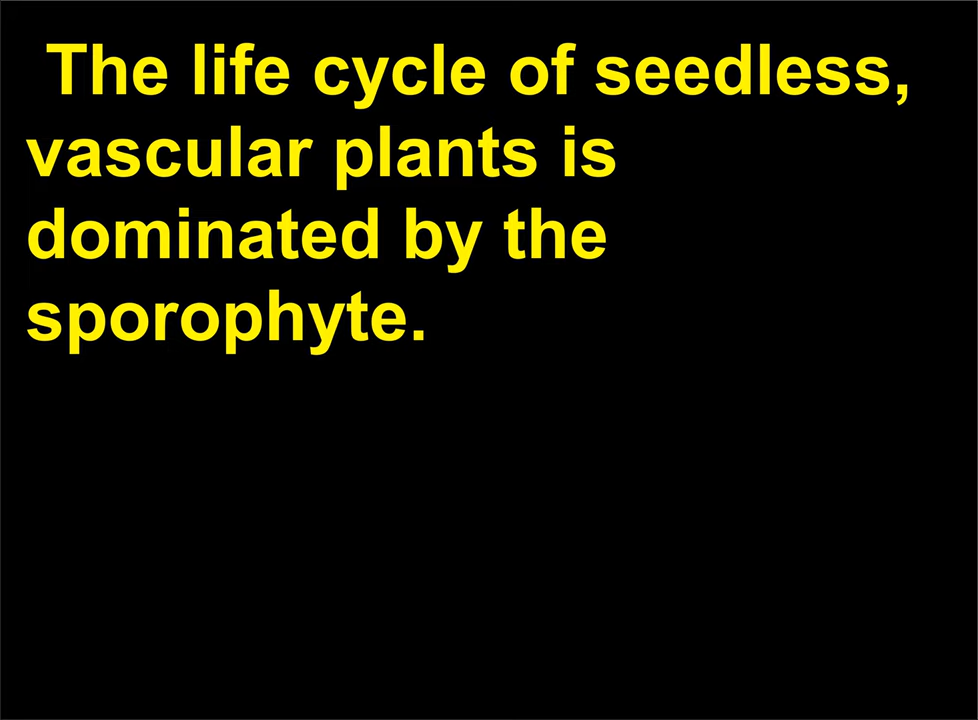 The life cycle of seedless,
vascular plants is
dominated by the
sporophyte.